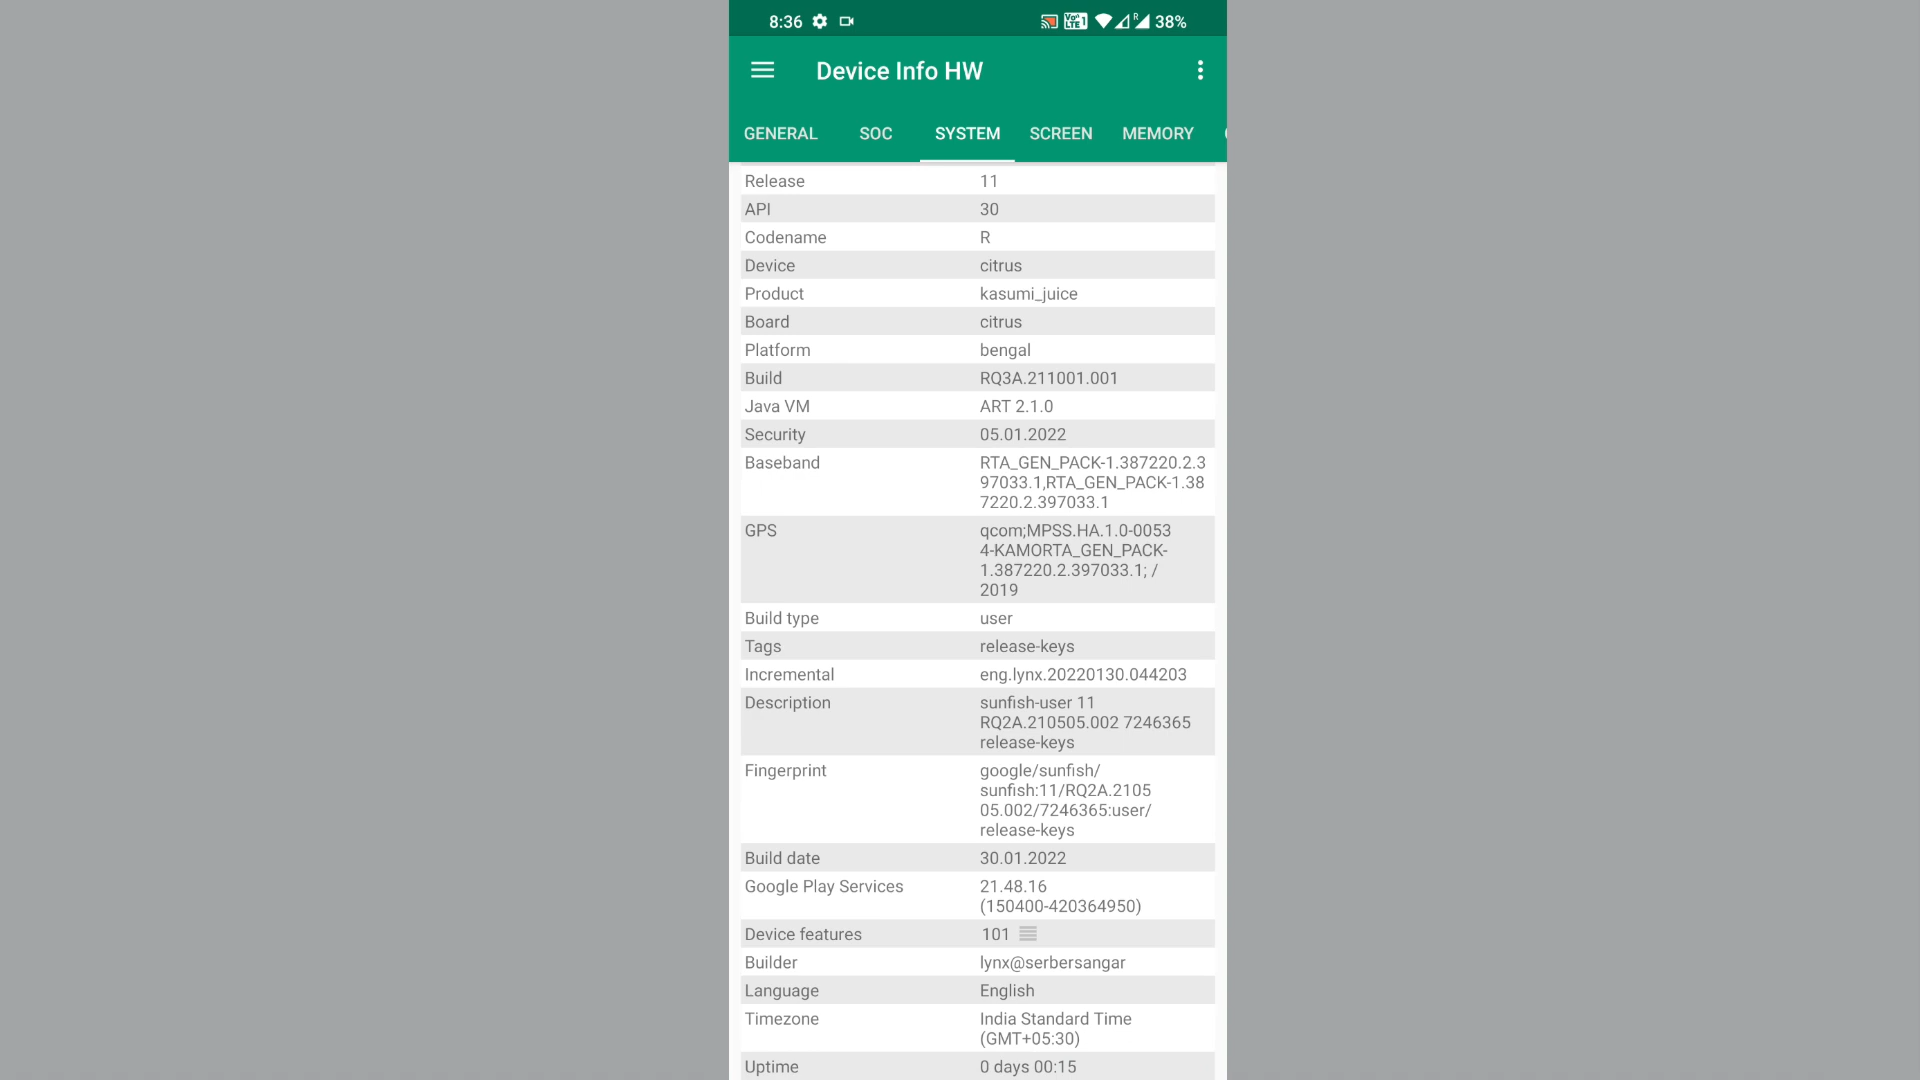 8:36 Vo LTE1 R 38%
Device Info HW
GENERAL SOC SYSTEM SCREEN MEMORY
Release 11
API 30
Codename R
Device citrus
Product kasumi_juice
Board citrus
Platform bengal
Build RQ3A.211001.001
Java VM ART 2.1.0
Security 05.01.2022
Baseband RTA_GEN_PACK-1.387220.2.3
97033.1,RTA_GEN_PACK-1.38
7220.2.397033.1
GPS qcom;MPSS.HA.1.0-0053
4-KAMORTA_GEN_PACK-
1.387220.2.397033.1; /
2019
Build type user
Tags release-keys
Incremental eng.lynx.20220130.044203
Description sunfish-user 11
RQ2A.210505.002 7246365
release-keys
Fingerprint google/sunfish/
sunfish:11/RQ2A.2105
05.002/7246365:user/
release-keys
Build date 30.01.2022
Google Play Services 21.48.16
(150400-420364950)
Device features 101
Builder lynx@serbersangar
Language English
Timezone India Standard Time
(GMT+05:30)
Uptime 0 days 00:15